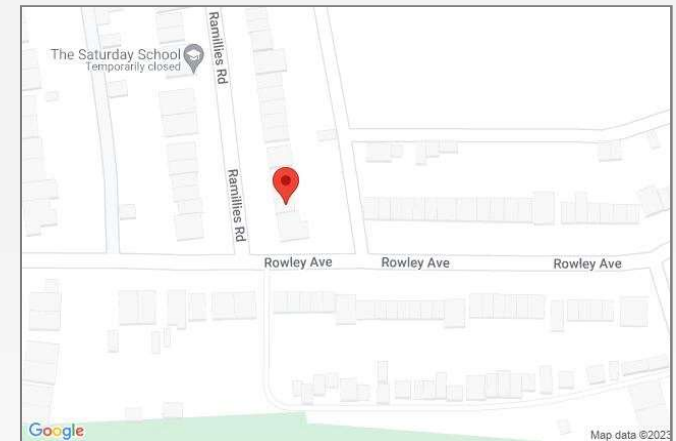 Ramillies Rd
The Saturday School
Temporarily closed
Ramillies Rd
Rowley Ave
Rowley Ave
Rowley Ave
Google
Map data ©2023